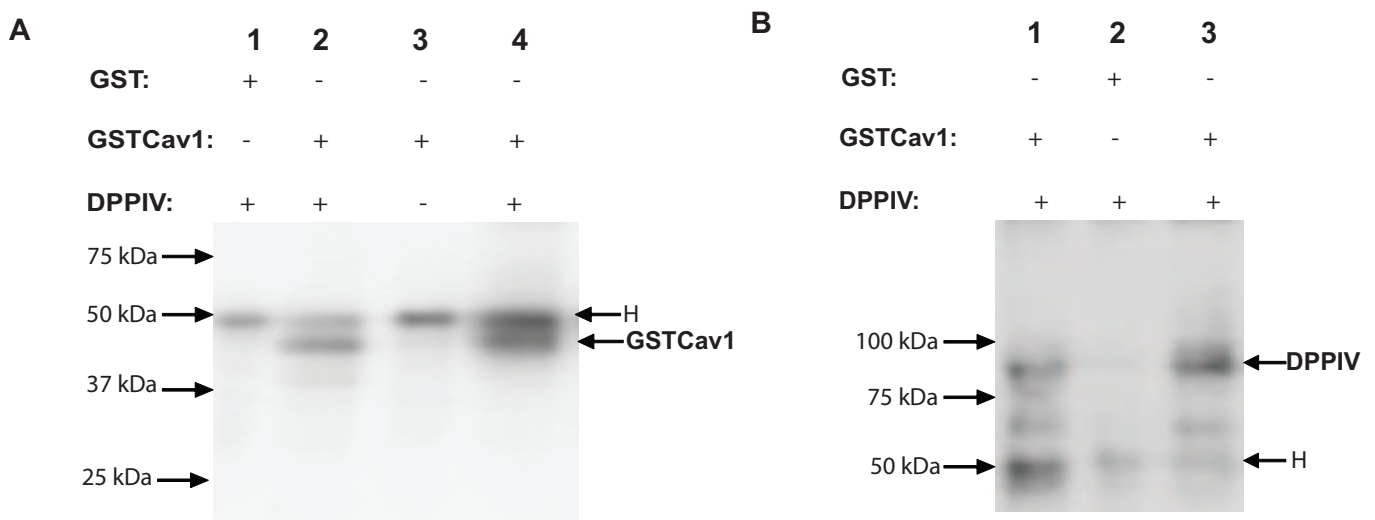 A
1 2 3 4
GST: + - - -
GSTCav1: - + + +
DPPIV: + + - +
75 kDa
50 kDa
H
GSTCav1
37 kDa
25 kDa
B
1 2 3
GST: - + -
GSTCav1: + - +
DPPIV: + + +
100 kDa
DPPIV
75 kDa
50 kDa
H